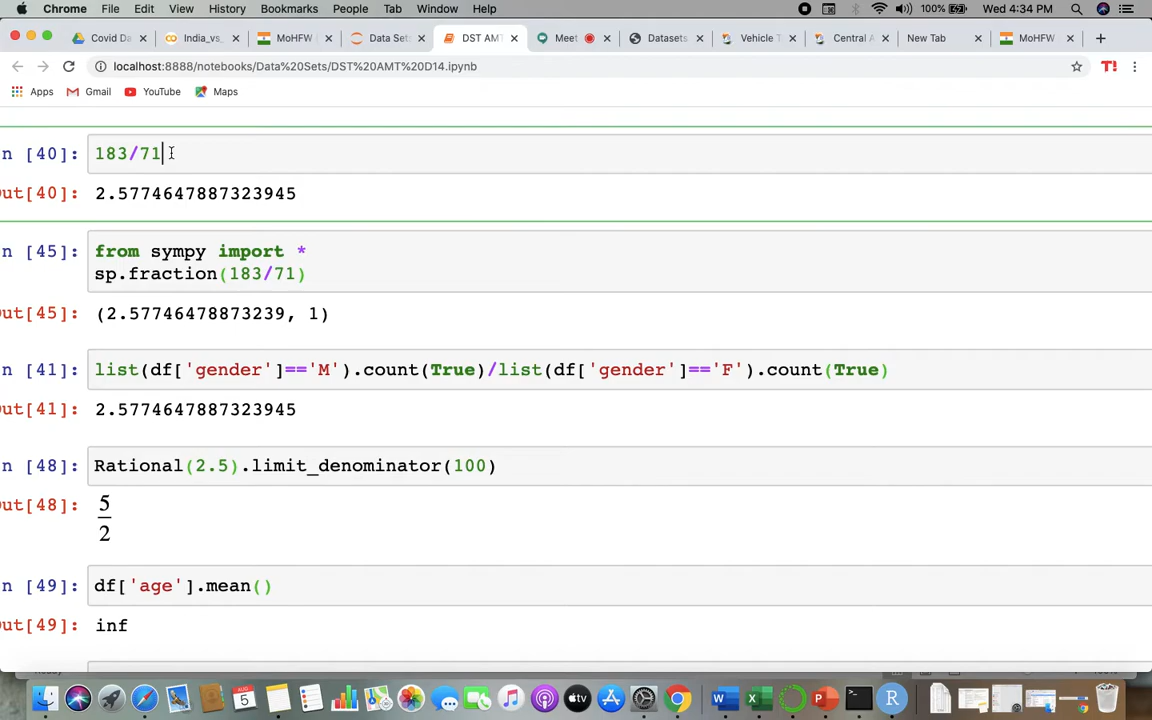 Chrome File Edit View History Bookmarks People Tab Window Help 100% Wed 4:34 PM
Covid Da India_vs_ MoHFW Data Set DST AMT Meet Datasets Vehicle T Central A New Tab MoHFW
localhost:8888/notebooks/Data%20Sets/DST%20AMT%20D14.ipynb
Apps Gmail YouTube Maps
n [40]: 183/71
ut[40]: 2.5774647887323945
n [45]: from sympy import *
sp.fraction(183/71)
ut[45]: (2.57746478873239, 1)
n [41]: list(df['gender']=='M').count(True)/list(df['gender']=='F').count(True)
ut[41]: 2.5774647887323945
n [48]: Rational(2.5).limit_denominator(100)
ut[48]: 5
2
n [49]: df['age'].mean()
ut[49]: inf
AUG
5
tv
W X P R